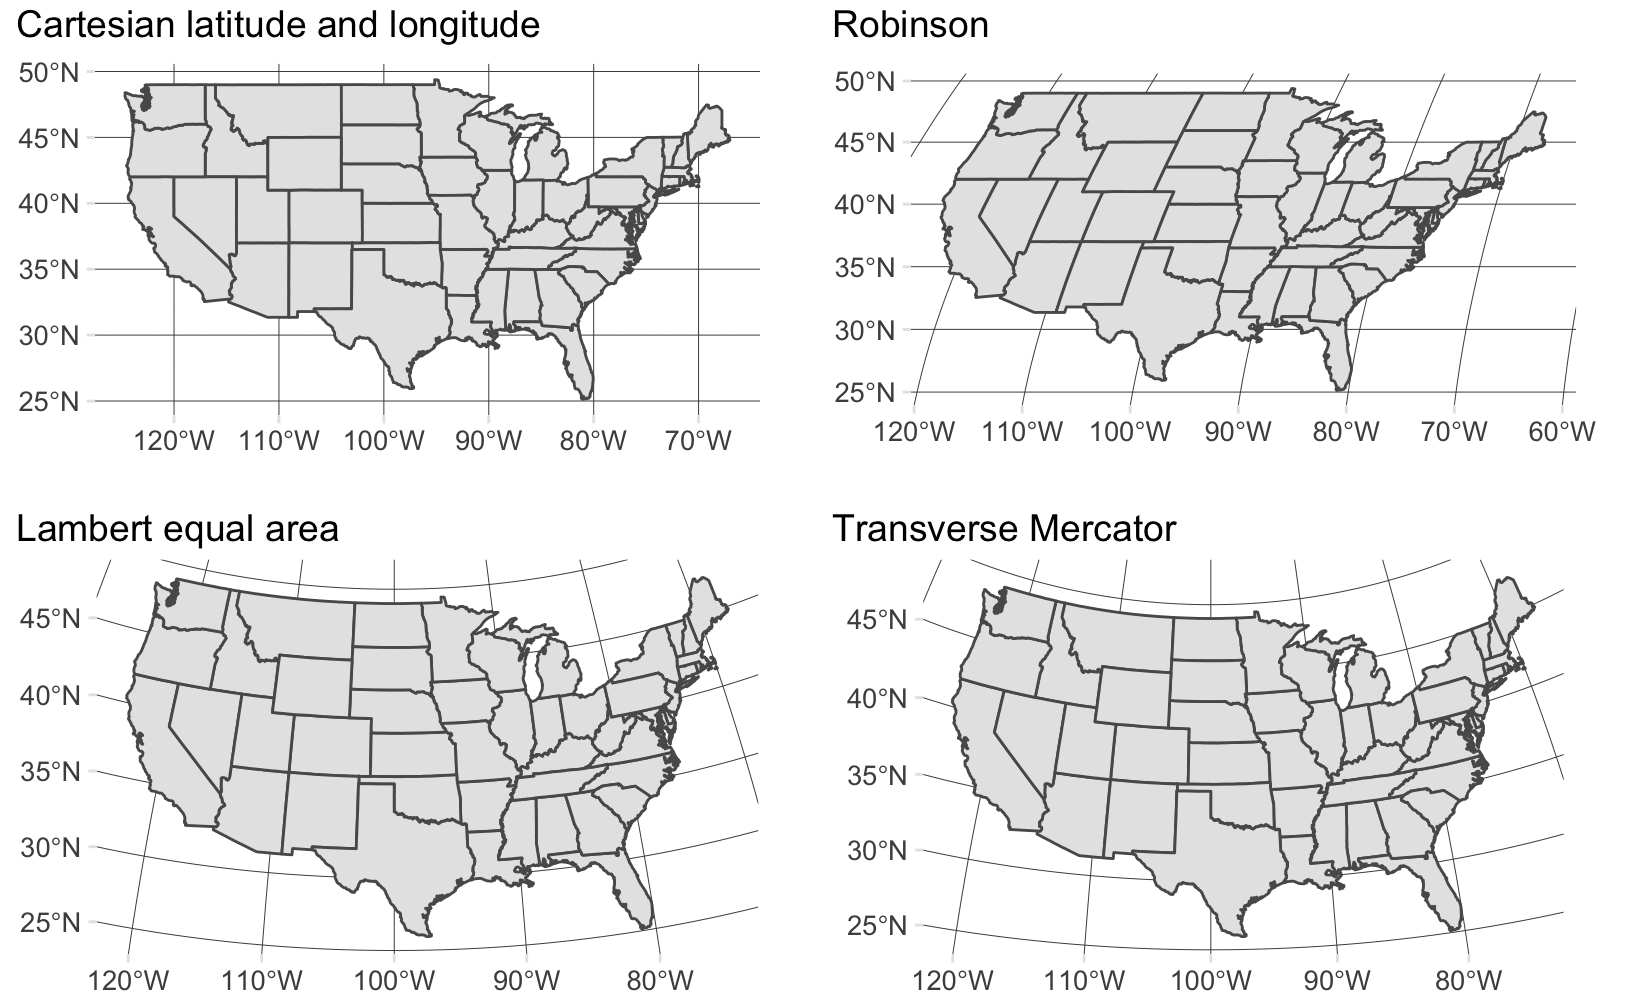 Cartesian latitude and longitude
50°N
45°N
40°N
35°N
30°N
25°N
120°W 110°W 100°W 90°W 80°W 70°W
Robinson
50°N
45°N
40°N
35°N
30°N
25°N
120°W 110°W 100°W 90°W 80°W 70°W 60°W
Lambert equal area
45°N
40°N
35°N
30°N
25°N
120°W 110°W 100°W 90°W 80°W
Transverse Mercator
45°N
40°N
35°N
30°N
25°N
120°W 110°W 100°W 90°W 80°W